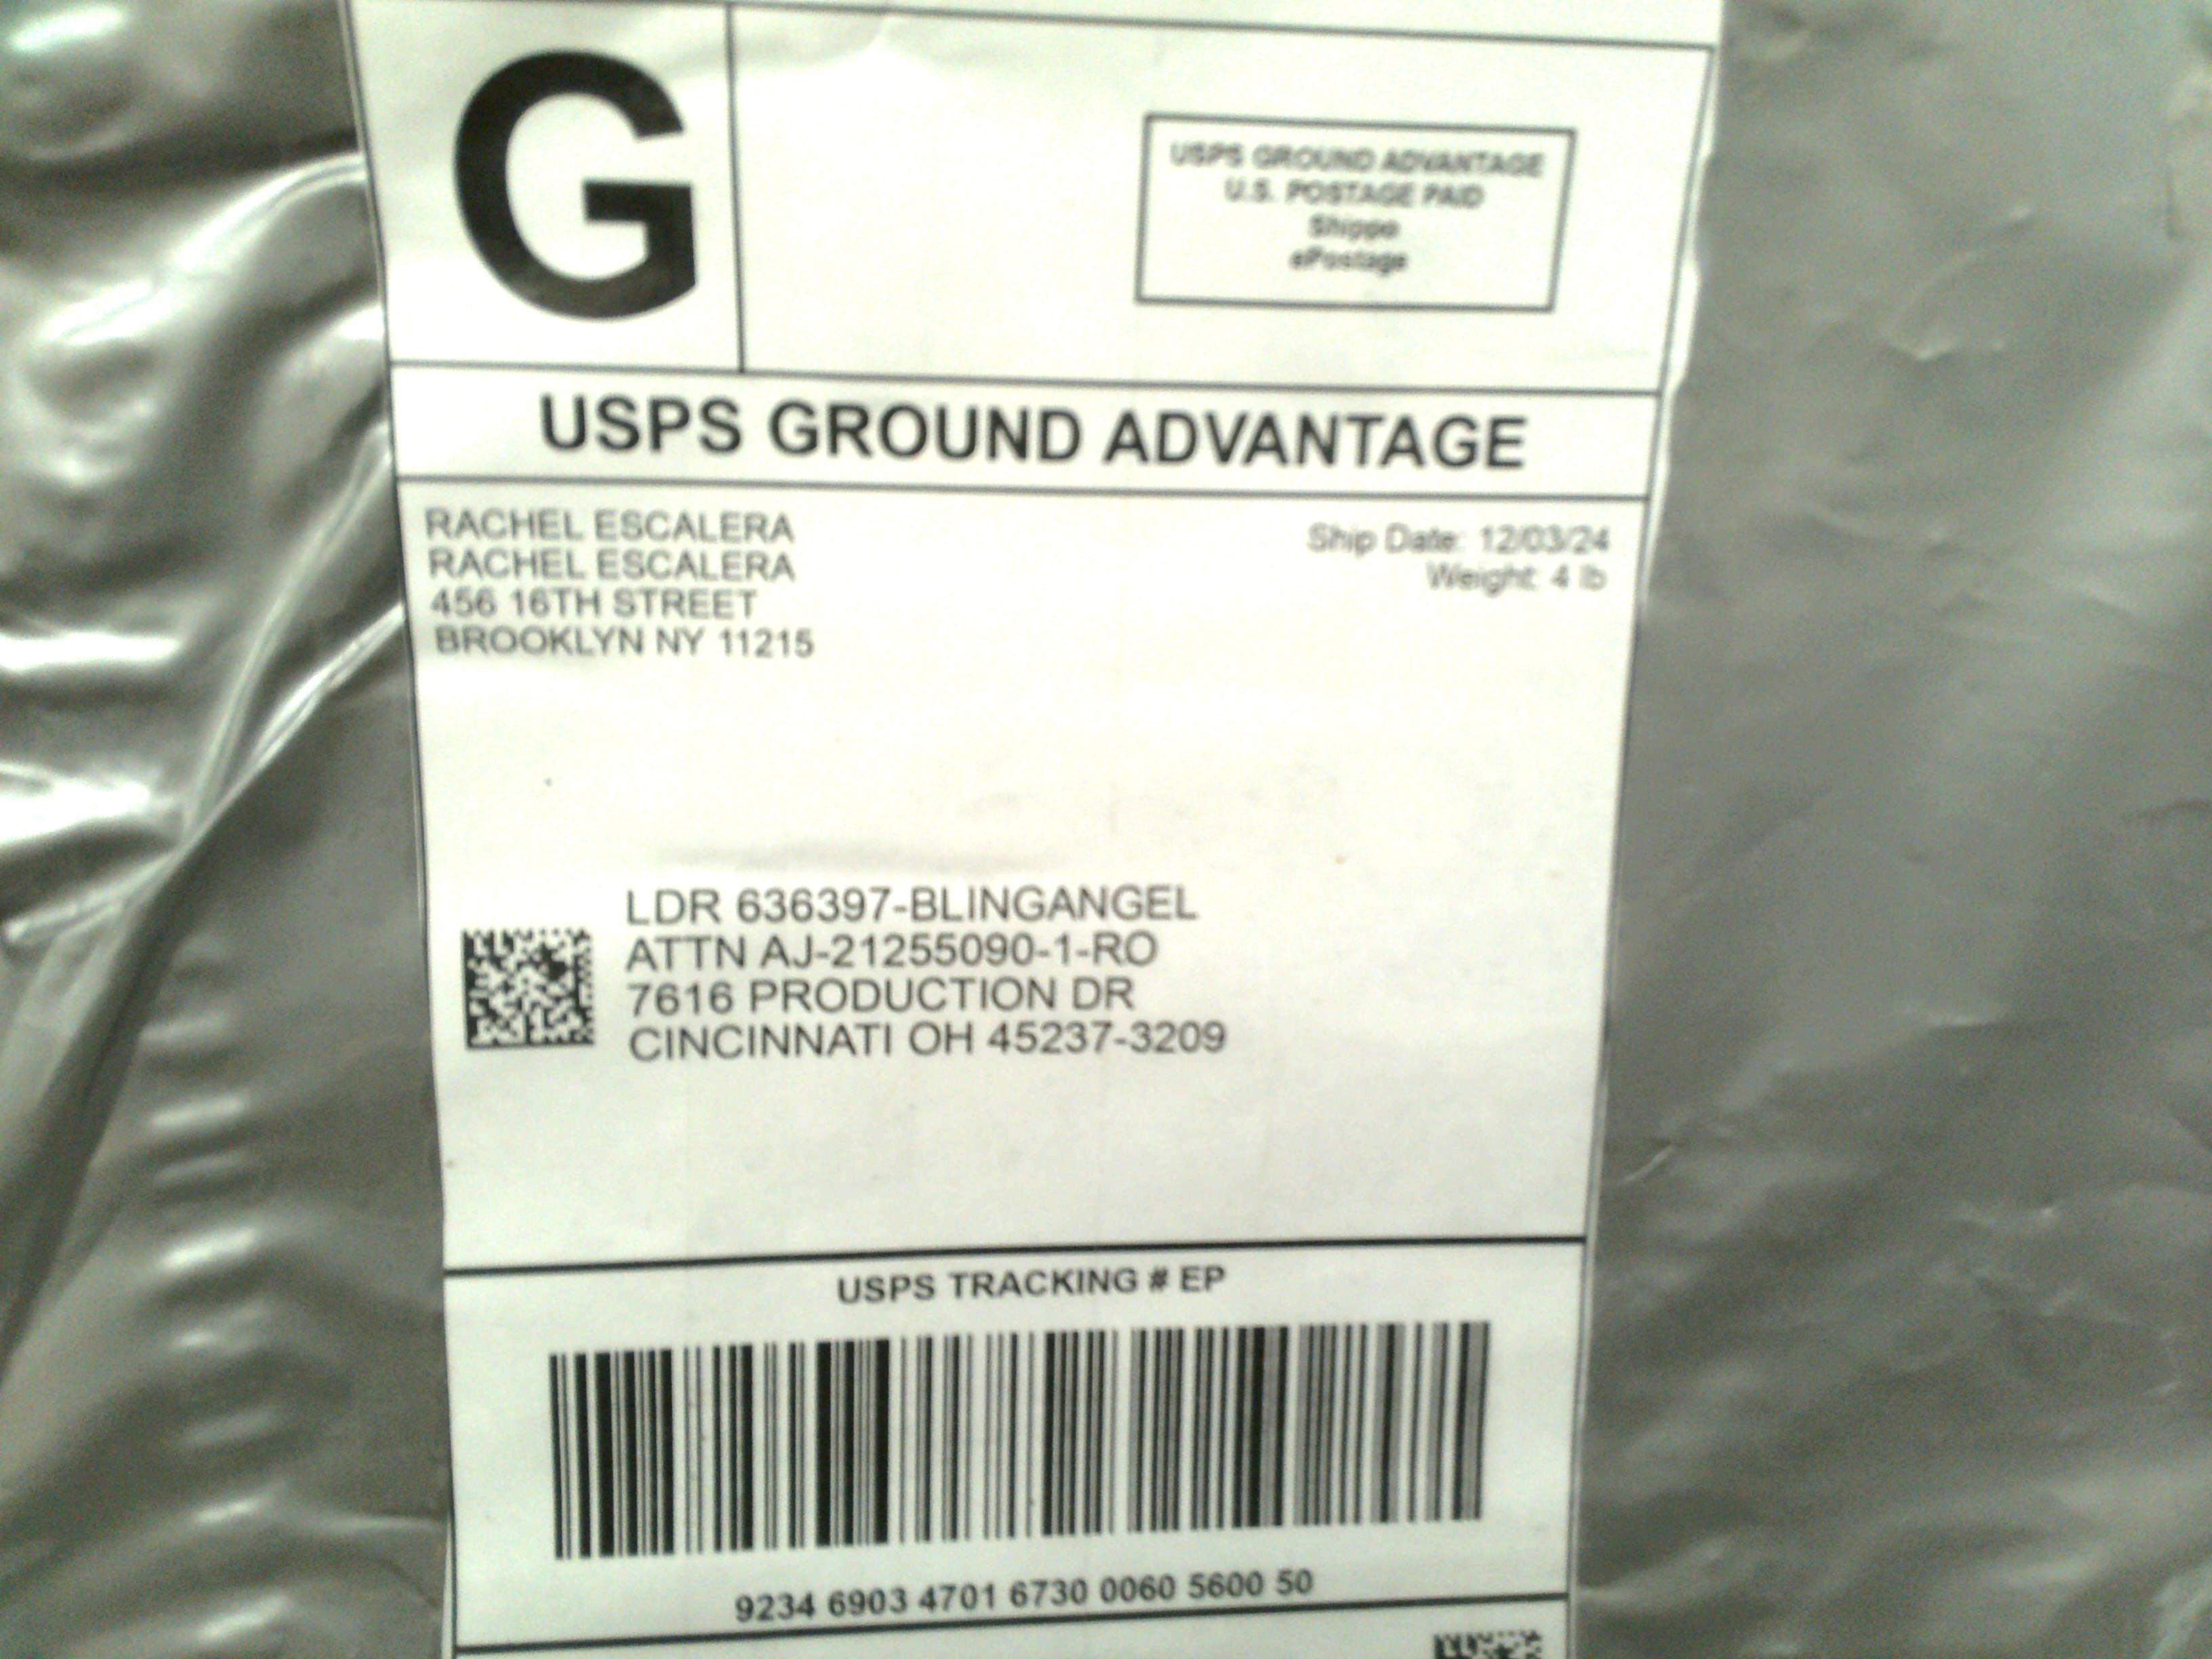 G
USPS GROUND ADVANTAGE
U.S. POSTAGE PAID
Shippo
ePostage
USPS GROUND ADVANTAGE
RACHEL ESCALERA
RACHEL ESCALERA
456 16TH STREET
BROOKLYN NY 11215
Ship Date: 12/03/24
Weight: 4 lb
LDR 636397-BLINGANGEL
ATTN AJ-21255090-1-RO
7616 PRODUCTION DR
CINCINNATI OH 45237-3209
USPS TRACKING # EP
9234 6903 4701 6730 0060 5600 50